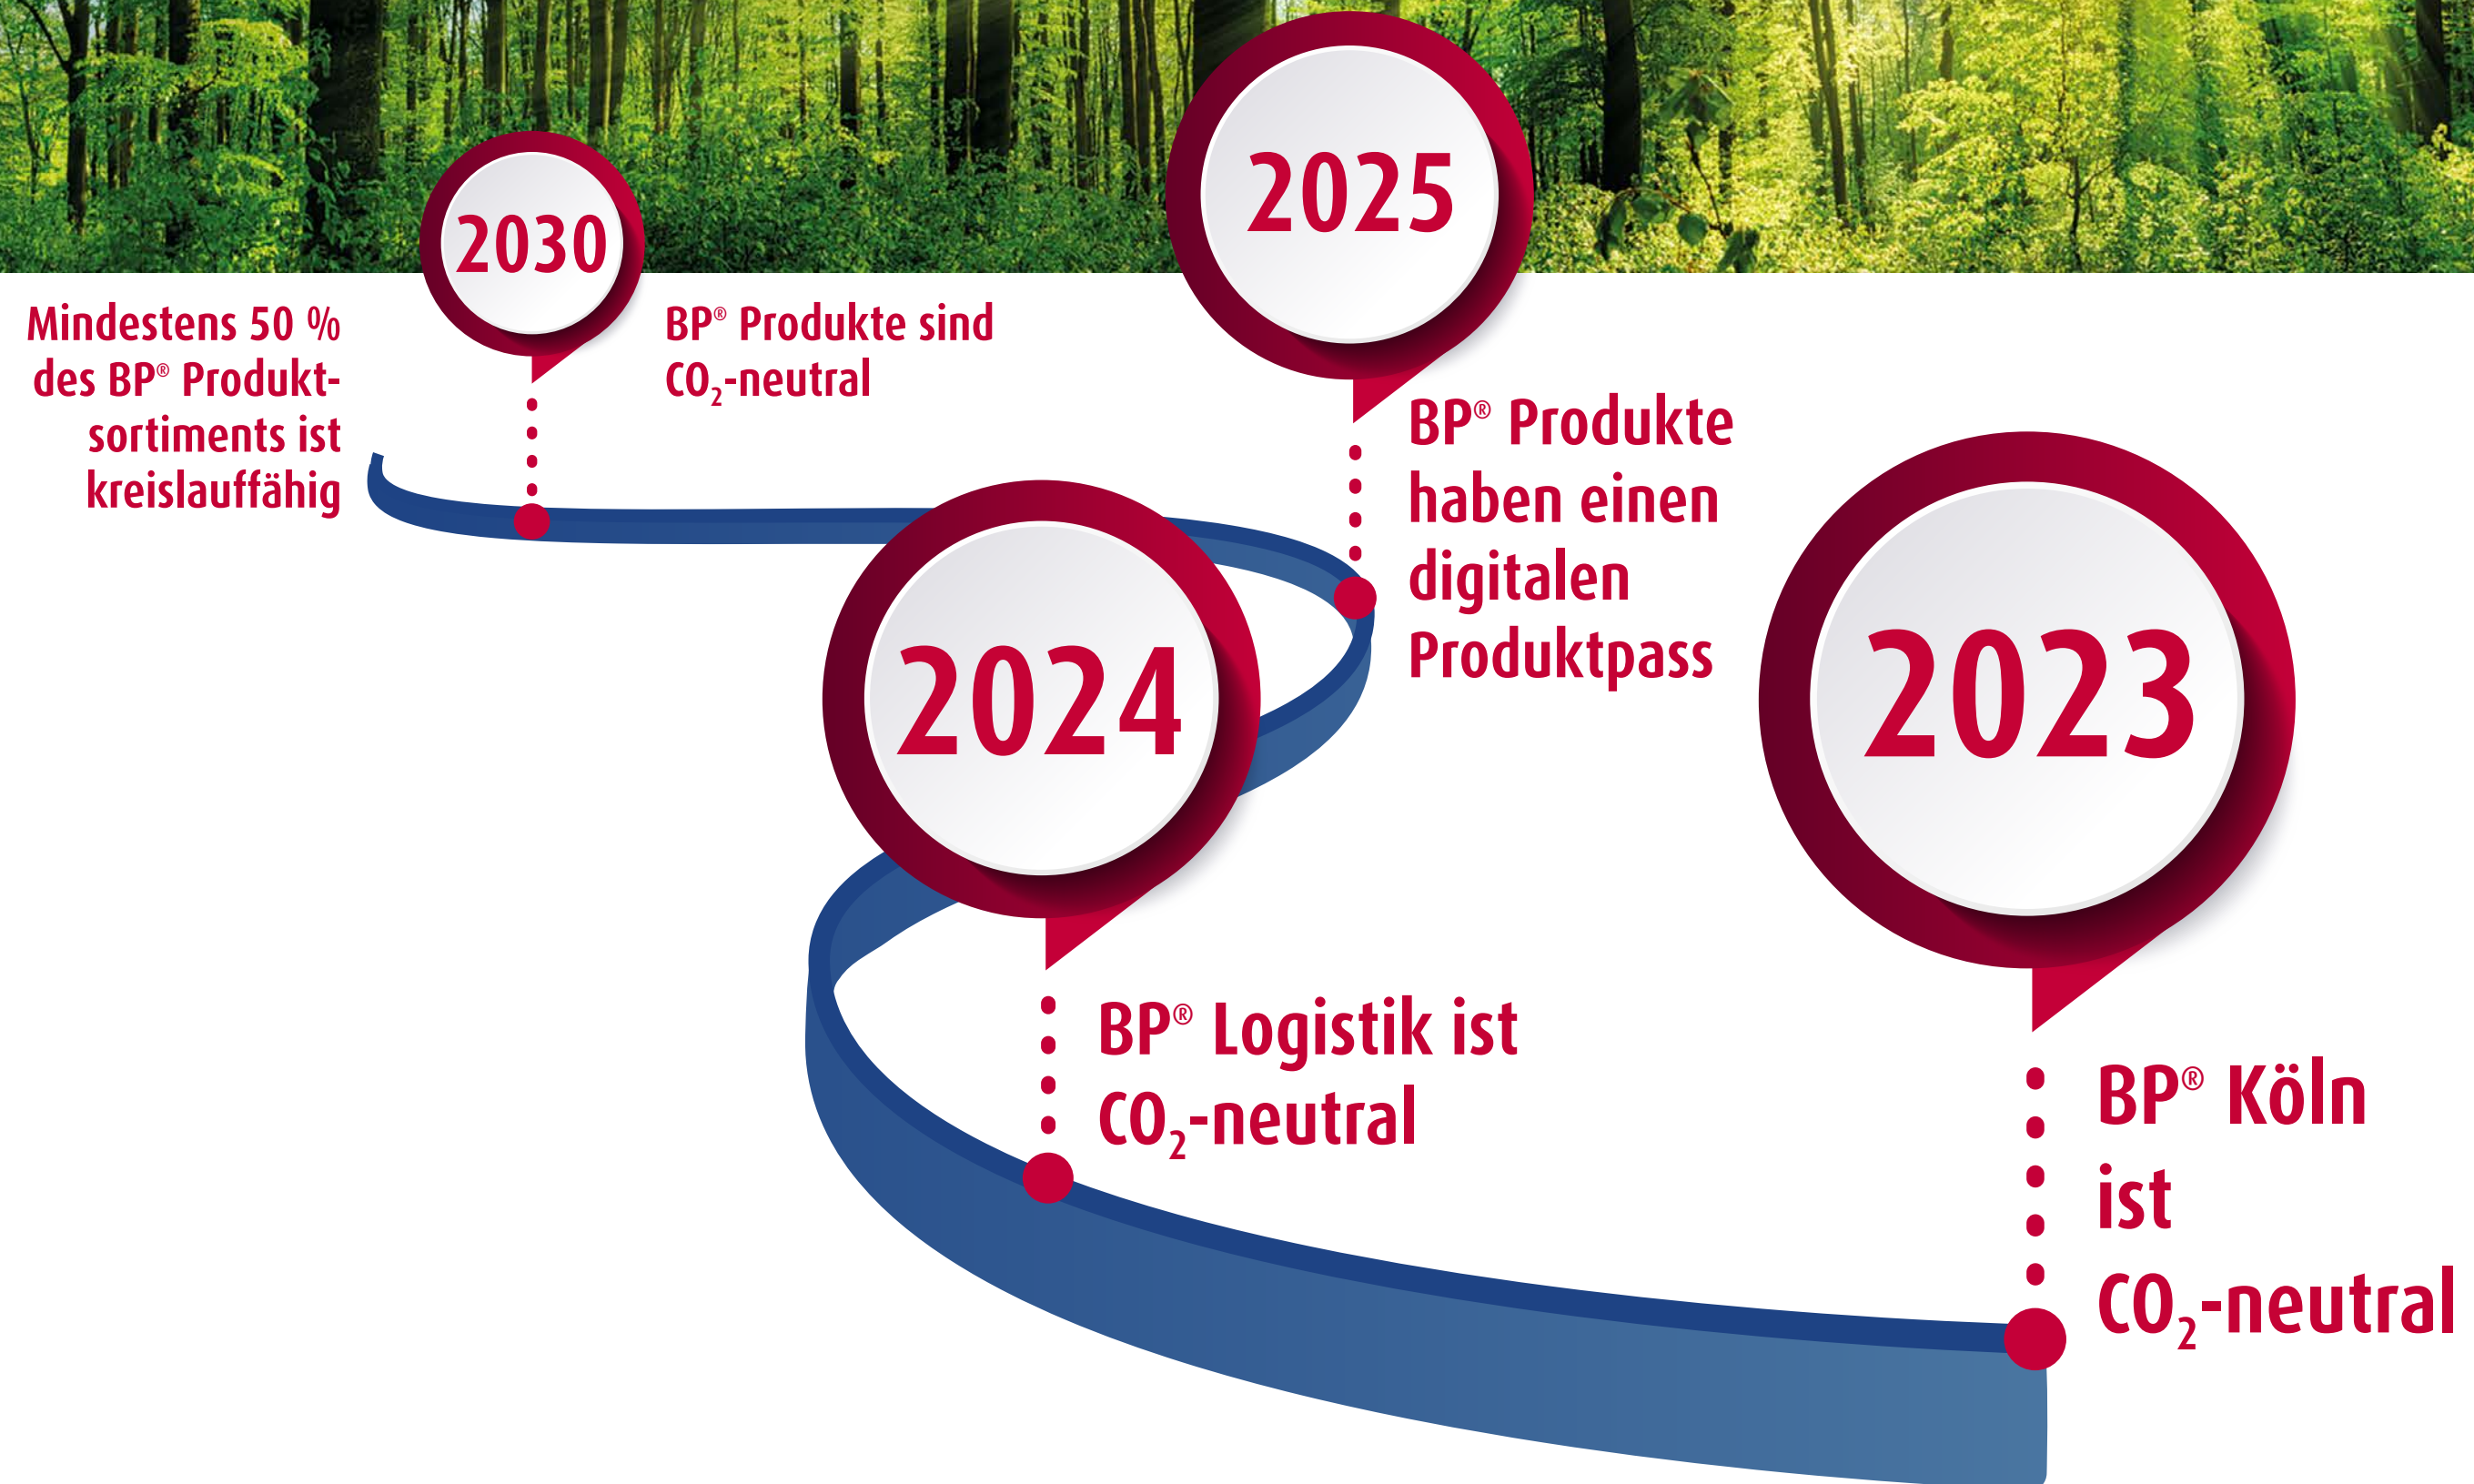 2030
Mindestens 50 %
des BP® Produkt-
sortiments ist
kreislauffähig
BP® Produkte sind
CO₂-neutral
2025
BP® Produkte
haben einen
digitalen
Produktpass
2024
BP® Logistik ist
CO₂-neutral
2023
BP® Köln
ist
CO₂-neutral